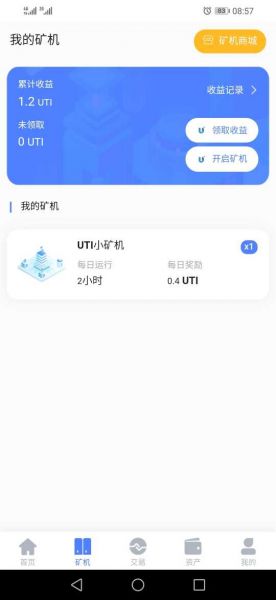 08:57
我的矿机
矿机商城
累计收益
1.2 UTI
收益记录
未领取
0 UTI
领取收益
开启矿机
我的矿机
UTI小矿机
x1
每日运行
每日奖励
2小时
0.4 UTI
首页
矿机
交易
资产
我的